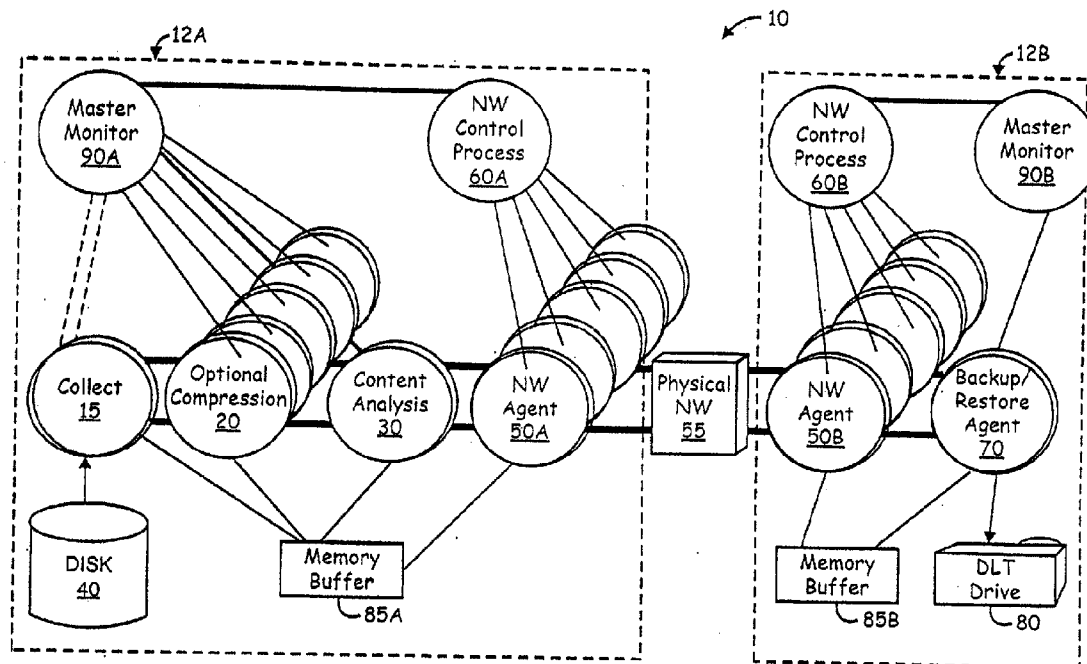 10
12A
12B
Master
Monitor
90A
NW
Control
Process
60A
NW
Control
Process
60B
Master
Monitor
90B
Collect
15
Optional
Compression
20
Content
Analysis
30
NW
Agent
50A
Physical
NW
55
NW
Agent
50B
Backup/
Restore
Agent
70
DISK
40
Memory
Buffer
85A
Memory
Buffer
85B
DLT
Drive
80